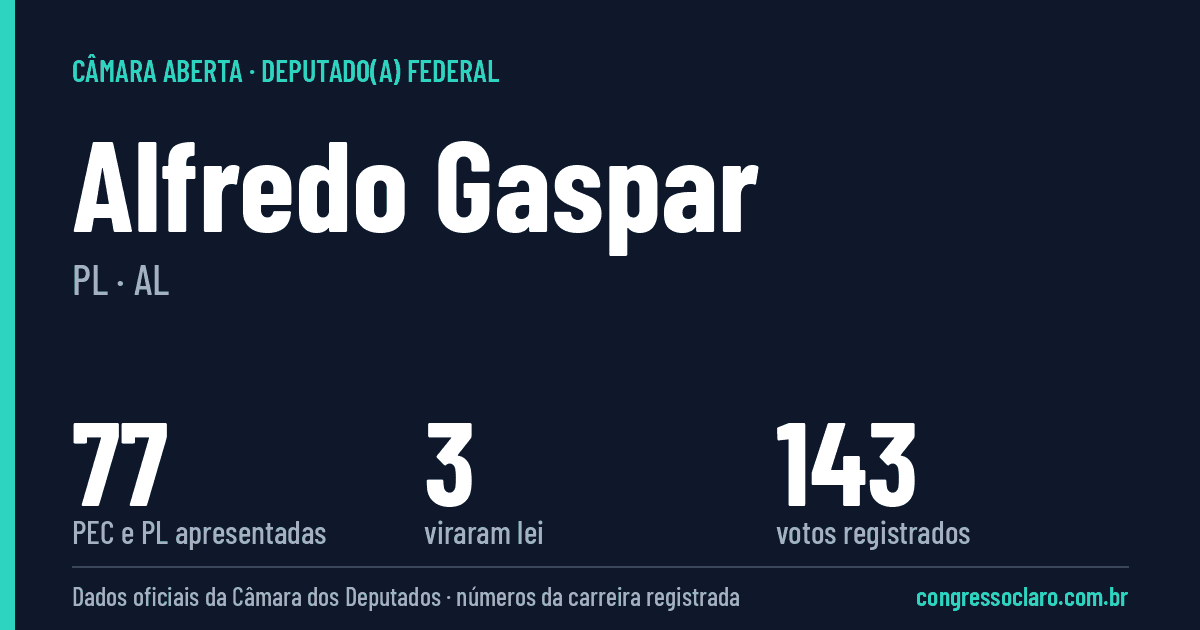 CÂMARA ABERTA · DEPUTADO(A) FEDERAL
Alfredo Gaspar
PL · AL
77
3
143
PEC e PL apresentadas
viraram lei
votos registrados
Dados oficiais da Câmara dos Deputados · números da carreira registrada
congressoclaro.com.br